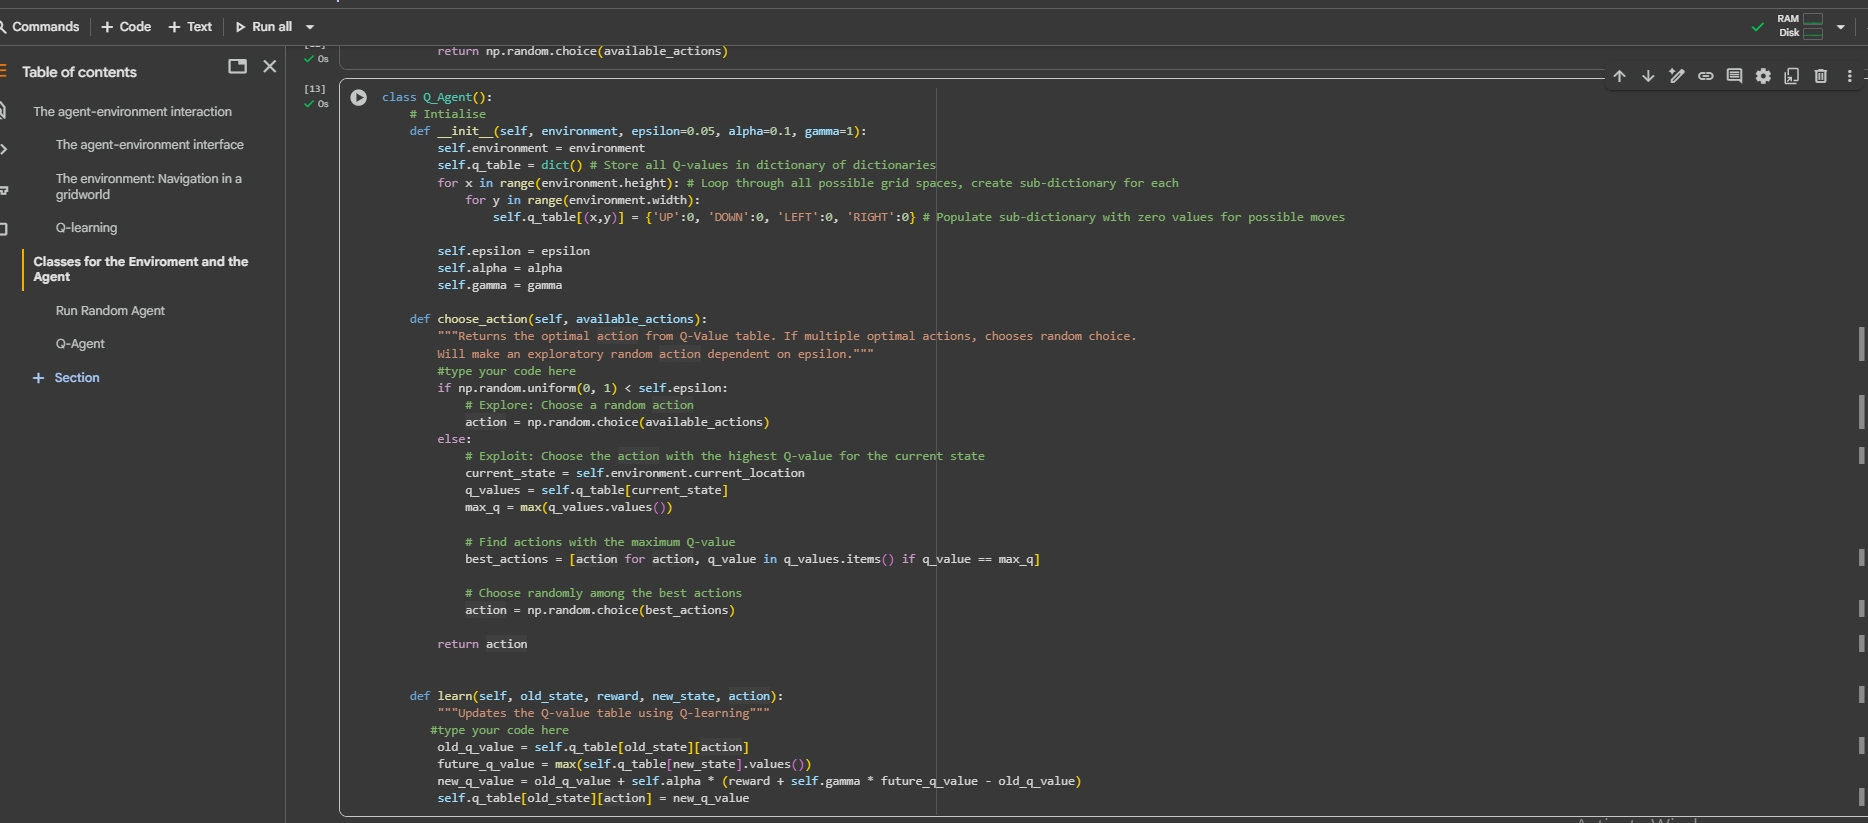 Commands
+ Code
+ Text
Run all
RAM
Disk
Table of contents
The agent-environment interaction
The agent-environment interface
The environment: Navigation in a
gridworld
Q-learning
Classes for the Enviroment and the
Agent
Run Random Agent
Q-Agent
+ Section
0s
return np.random.choice(available_actions)
[13]
0s
class Q_Agent():
# Intialise
def __init__(self, environment, epsilon=0.05, alpha=0.1, gamma=1):
self.environment = environment
self.q_table = dict() # Store all Q-values in dictionary of dictionaries
for x in range(environment.height): # Loop through all possible grid spaces, create sub-dictionary for each
for y in range(environment.width):
self.q_table[(x,y)] = {'UP':0, 'DOWN':0, 'LEFT':0, 'RIGHT':0} # Populate sub-dictionary with zero values for possible moves
self.epsilon = epsilon
self.alpha = alpha
self.gamma = gamma
def choose_action(self, available_actions):
"""Returns the optimal action from Q-Value table. If multiple optimal actions, chooses random choice.
Will make an exploratory random action dependent on epsilon."""
#type your code here
if np.random.uniform(0, 1) < self.epsilon:
# Explore: Choose a random action
action = np.random.choice(available_actions)
else:
# Exploit: Choose the action with the highest Q-value for the current state
current_state = self.environment.current_location
q_values = self.q_table[current_state]
max_q = max(q_values.values())
# Find actions with the maximum Q-value
best_actions = [action for action, q_value in q_values.items() if q_value == max_q]
# Choose randomly among the best actions
action = np.random.choice(best_actions)
return action
def learn(self, old_state, reward, new_state, action):
"""Updates the Q-value table using Q-learning"""
#type your code here
old_q_value = self.q_table[old_state][action]
future_q_value = max(self.q_table[new_state].values())
new_q_value = old_q_value + self.alpha * (reward + self.gamma * future_q_value - old_q_value)
self.q_table[old_state][action] = new_q_value